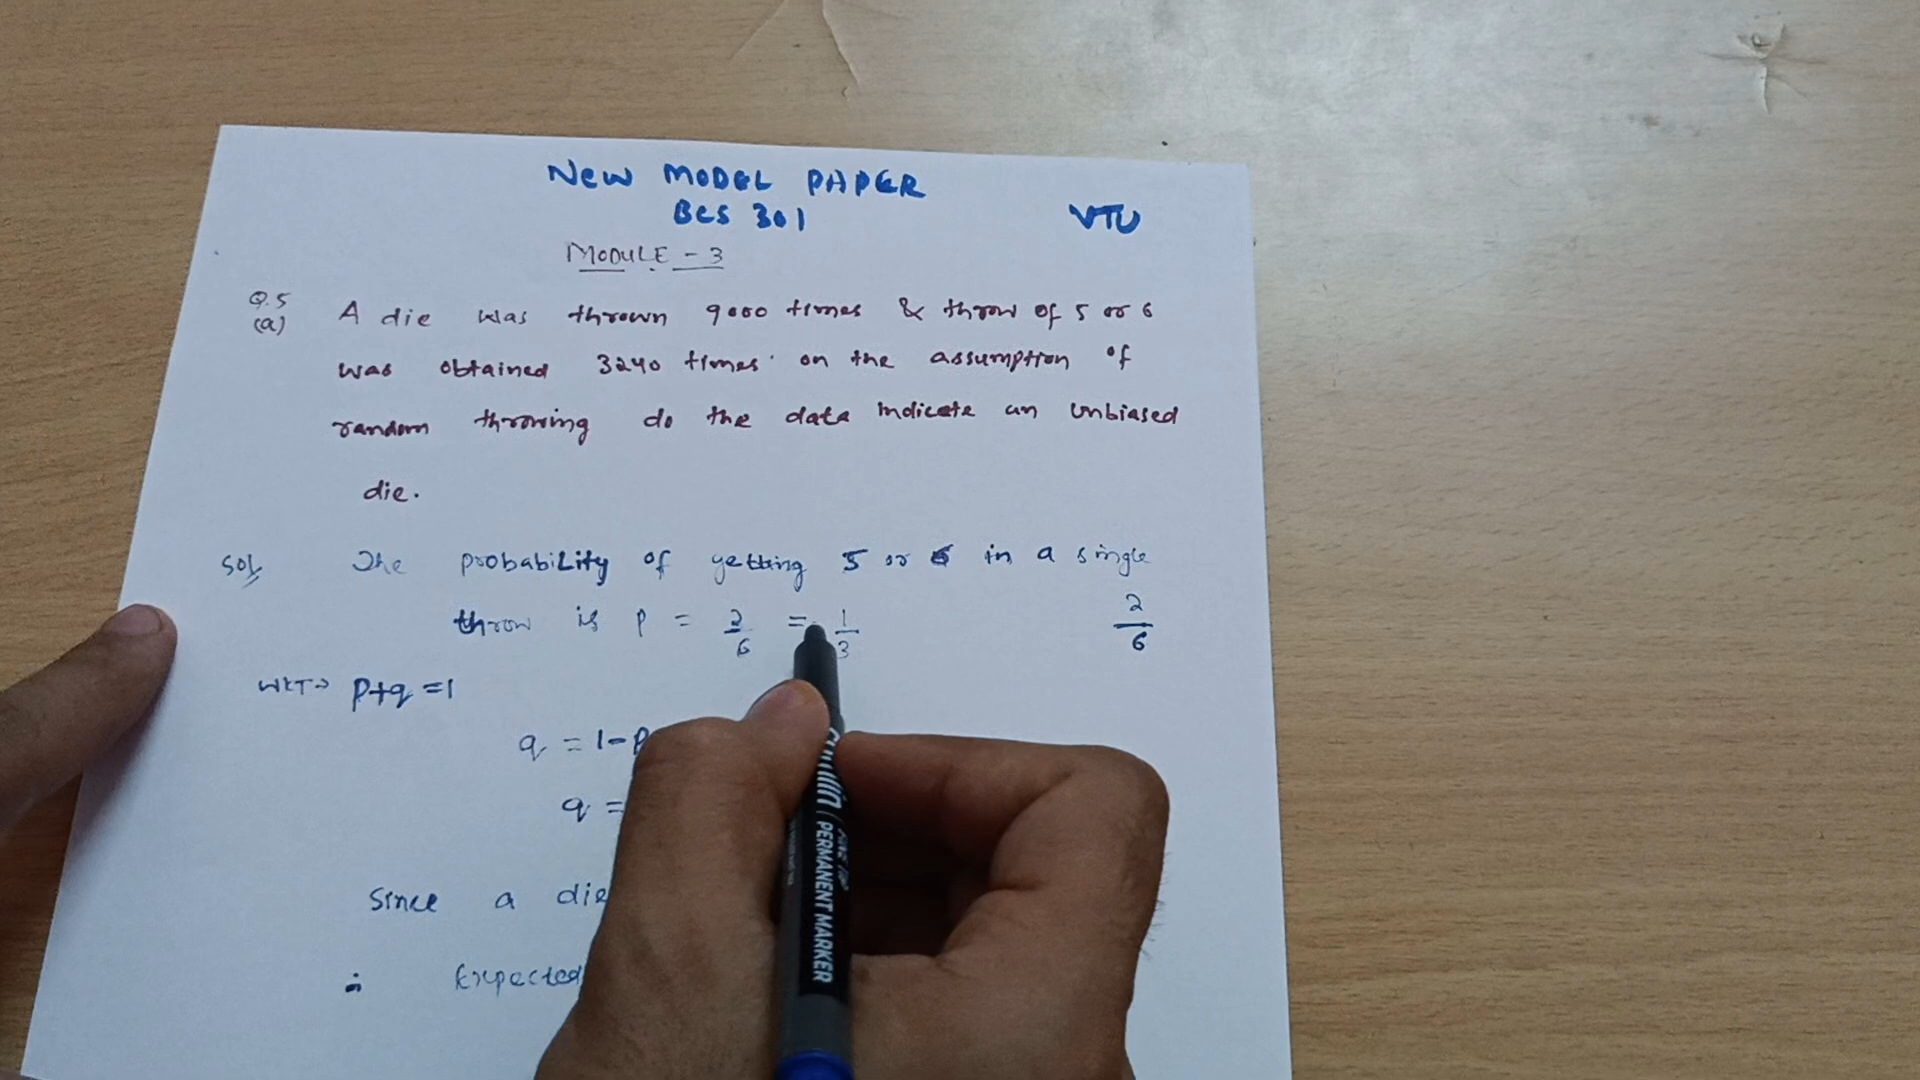 NEW MODEL PAPER
BCS 301 VTU
MODULE - 3
Q.5 A die was thrown 9000 times & throw of 5 or 6
(a) was obtained 3240 times. on the assumption of
random throwing do the data indicate an unbiased
die.
Sol The probability of getting 5 or 6 in a single
throw is P = 2/6 = 1/3 2/6
WKT→ P+q = 1
q = 1-P
q =
Since a die
∴ Expected
PERMANENT MARKER